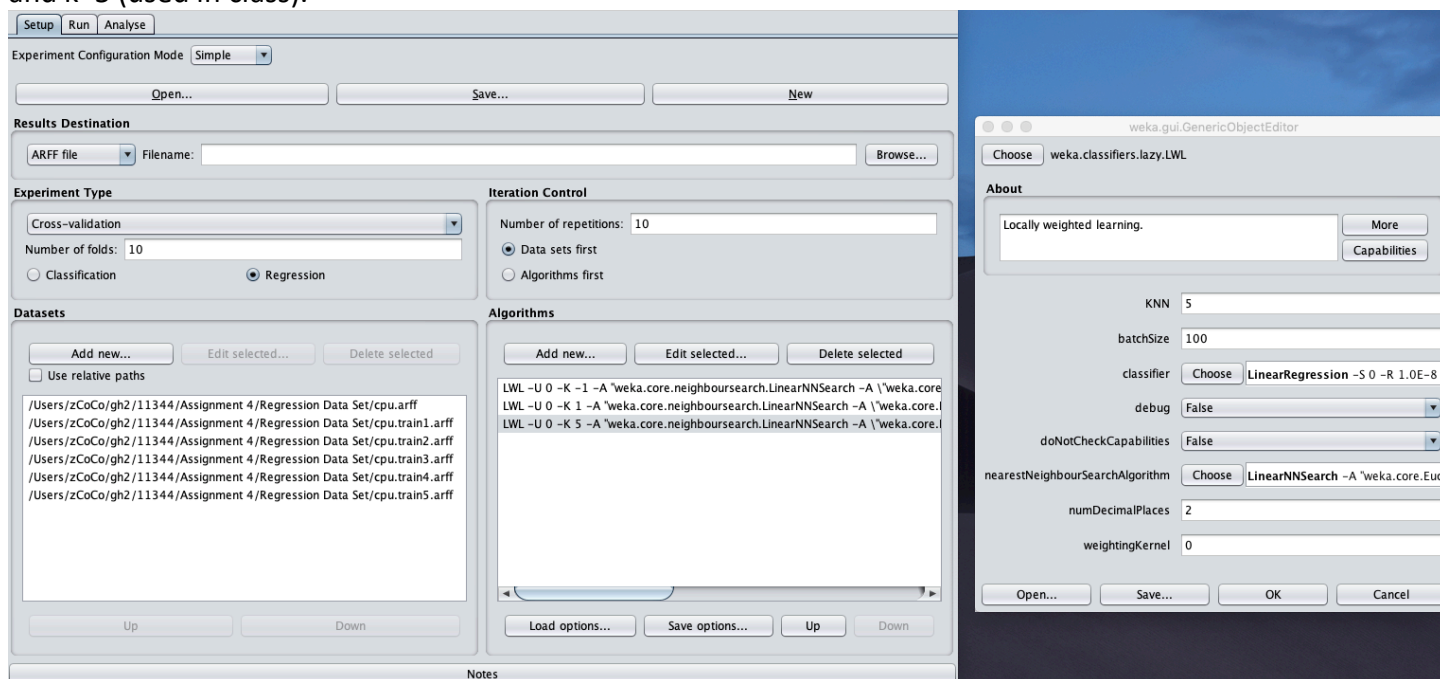 and k=5 (used in class).
Setup Run Analyse
Experiment Configuration Mode Simple
Open... Save... New
Results Destination
ARFF file Filename: Browse...
Experiment Type
Cross-validation
Number of folds: 10
Classification Regression
Iteration Control
Number of repetitions: 10
Data sets first
Algorithms first
Datasets
Add new... Edit selected... Delete selected
Use relative paths
/Users/zCoCo/gh2/11344/Assignment 4/Regression Data Set/cpu.arff
/Users/zCoCo/gh2/11344/Assignment 4/Regression Data Set/cpu.train1.arff
/Users/zCoCo/gh2/11344/Assignment 4/Regression Data Set/cpu.train2.arff
/Users/zCoCo/gh2/11344/Assignment 4/Regression Data Set/cpu.train3.arff
/Users/zCoCo/gh2/11344/Assignment 4/Regression Data Set/cpu.train4.arff
/Users/zCoCo/gh2/11344/Assignment 4/Regression Data Set/cpu.train5.arff
Up Down
Algorithms
Add new... Edit selected... Delete selected
LWL -U 0 -K -1 -A "weka.core.neighboursearch.LinearNNSearch -A \"weka.core
LWL -U 0 -K 1 -A "weka.core.neighboursearch.LinearNNSearch -A \"weka.core.
LWL -U 0 -K 5 -A "weka.core.neighboursearch.LinearNNSearch -A \"weka.core.
Load options... Save options... Up Down
Notes
weka.gui.GenericObjectEditor
Choose weka.classifiers.lazy.LWL
About
Locally weighted learning.
More
Capabilities
KNN 5
batchSize 100
classifier Choose LinearRegression -S 0 -R 1.0E-8
debug False
doNotCheckCapabilities False
nearestNeighbourSearchAlgorithm Choose LinearNNSearch -A "weka.core.Euc
numDecimalPlaces 2
weightingKernel 0
Open... Save... OK Cancel